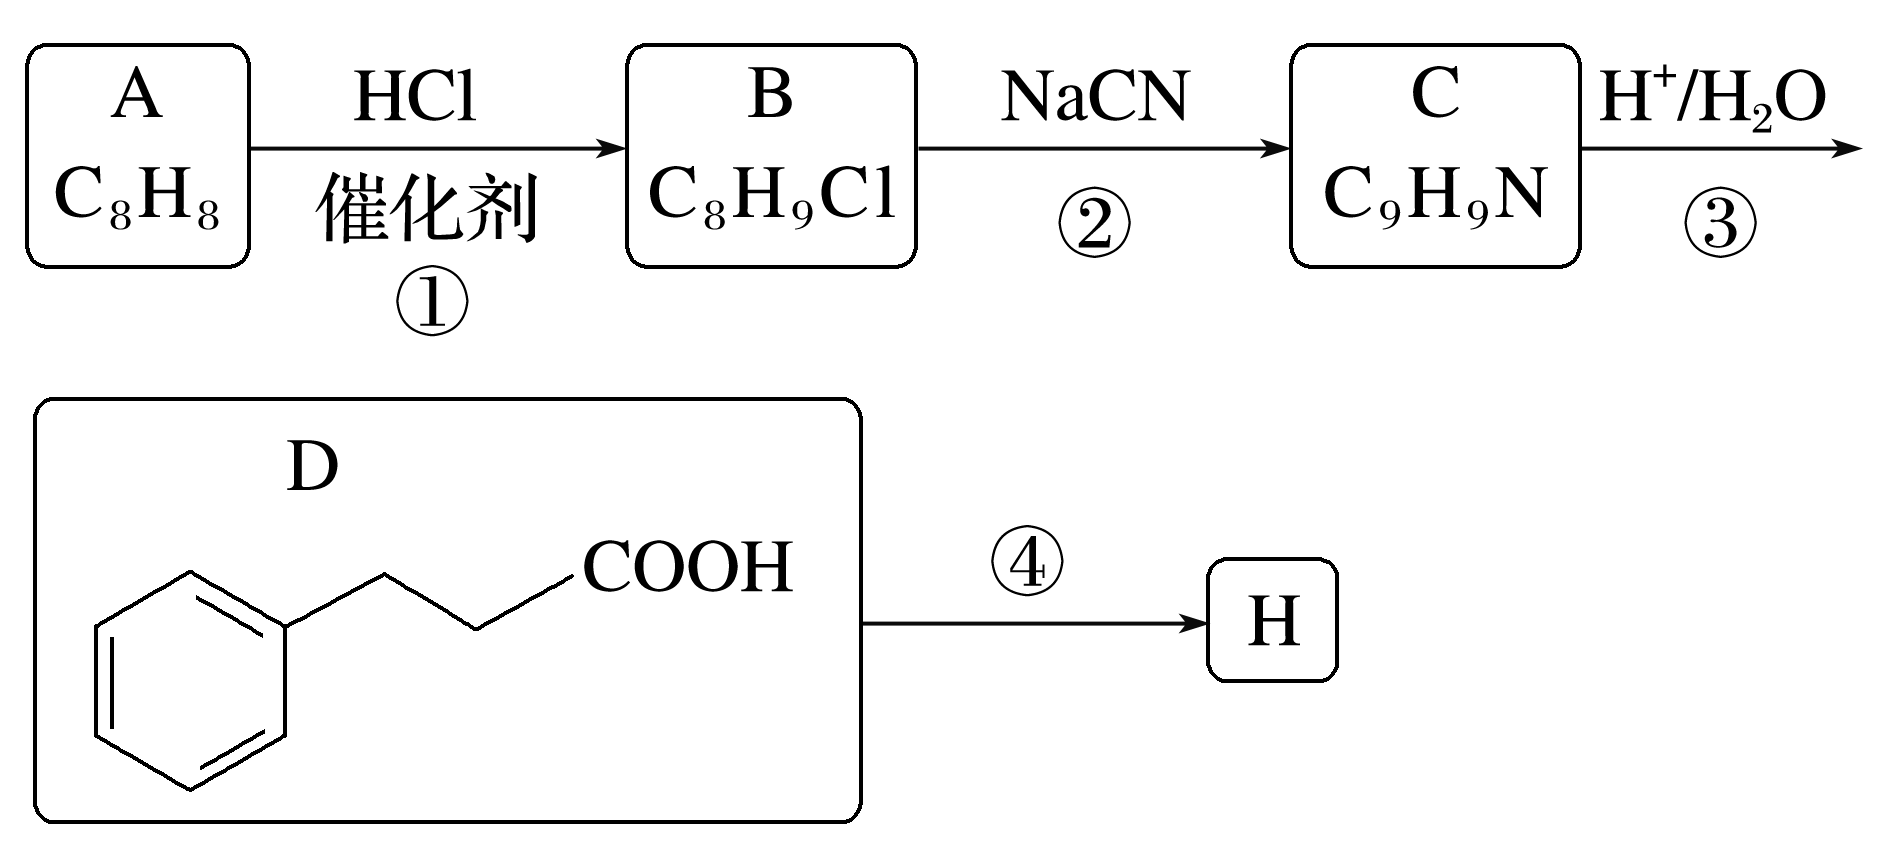 A HCl B NaCN C H⁺/H₂O
C₈H₈ 催化剂 C₈H₉Cl ② C₉H₉N ③
①
D
COOH ④ H